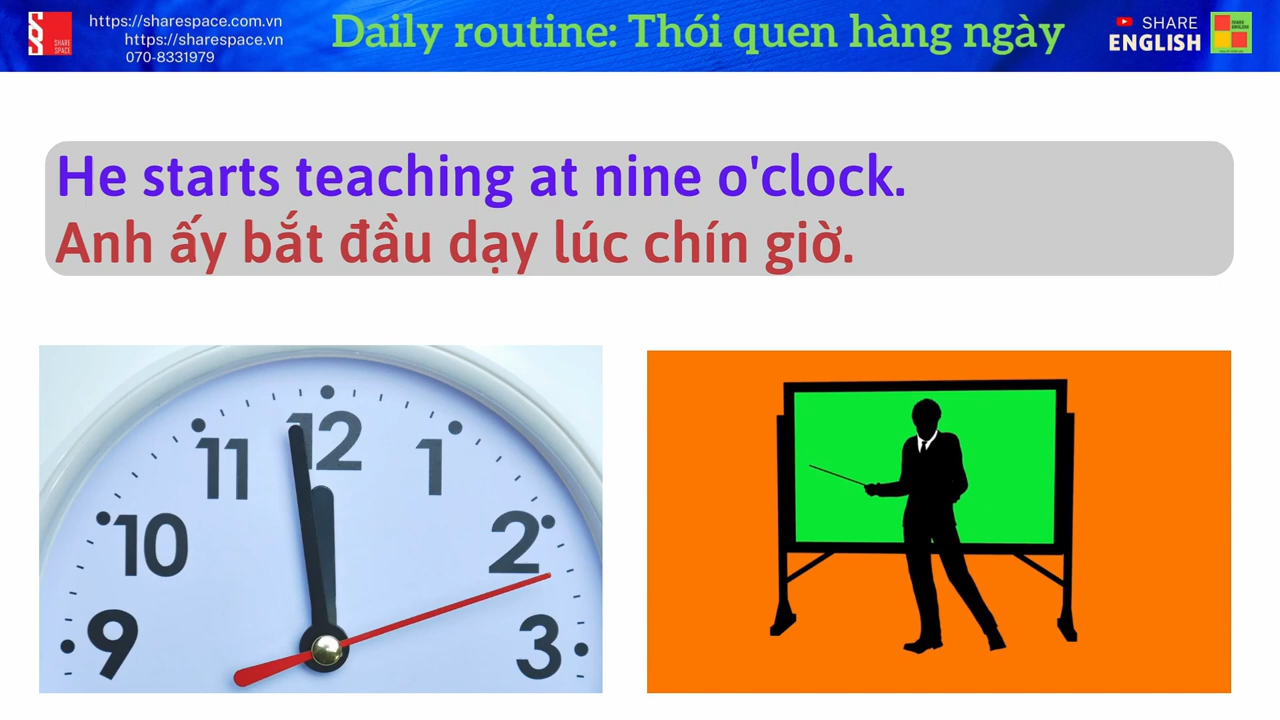 https://sharespace.com.vn
https://sharespace.vn
070-8331979
SHARE
SPACE
Daily routine: Thói quen hàng ngày
SHARE
ENGLISH
He starts teaching at nine o'clock.
Anh ấy bắt đầu dạy lúc chín giờ.
11
12
1
10
2
9
3